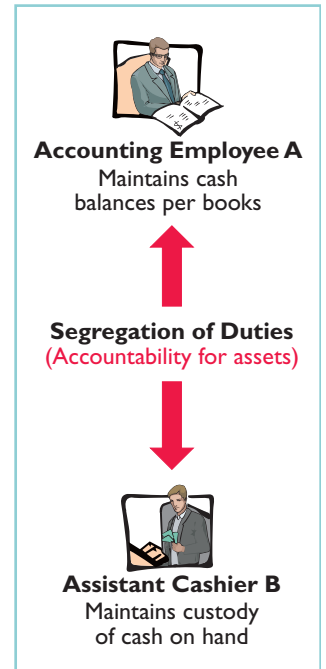 Accounting Employee A
Maintains cash
balances per books
Segregation of Duties
(Accountability for assets)
Assistant Cashier B
Maintains custody
of cash on hand